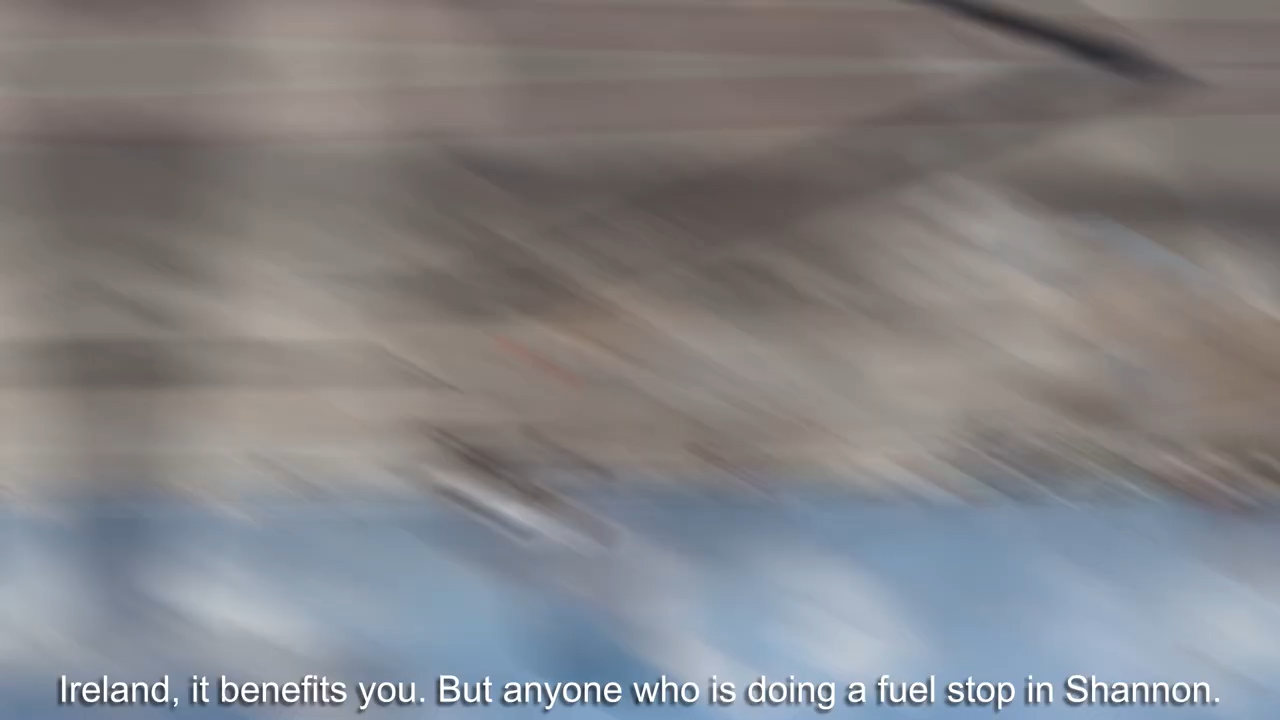 Ireland, it benefits you. But anyone who is doing a fuel stop in Shannon.